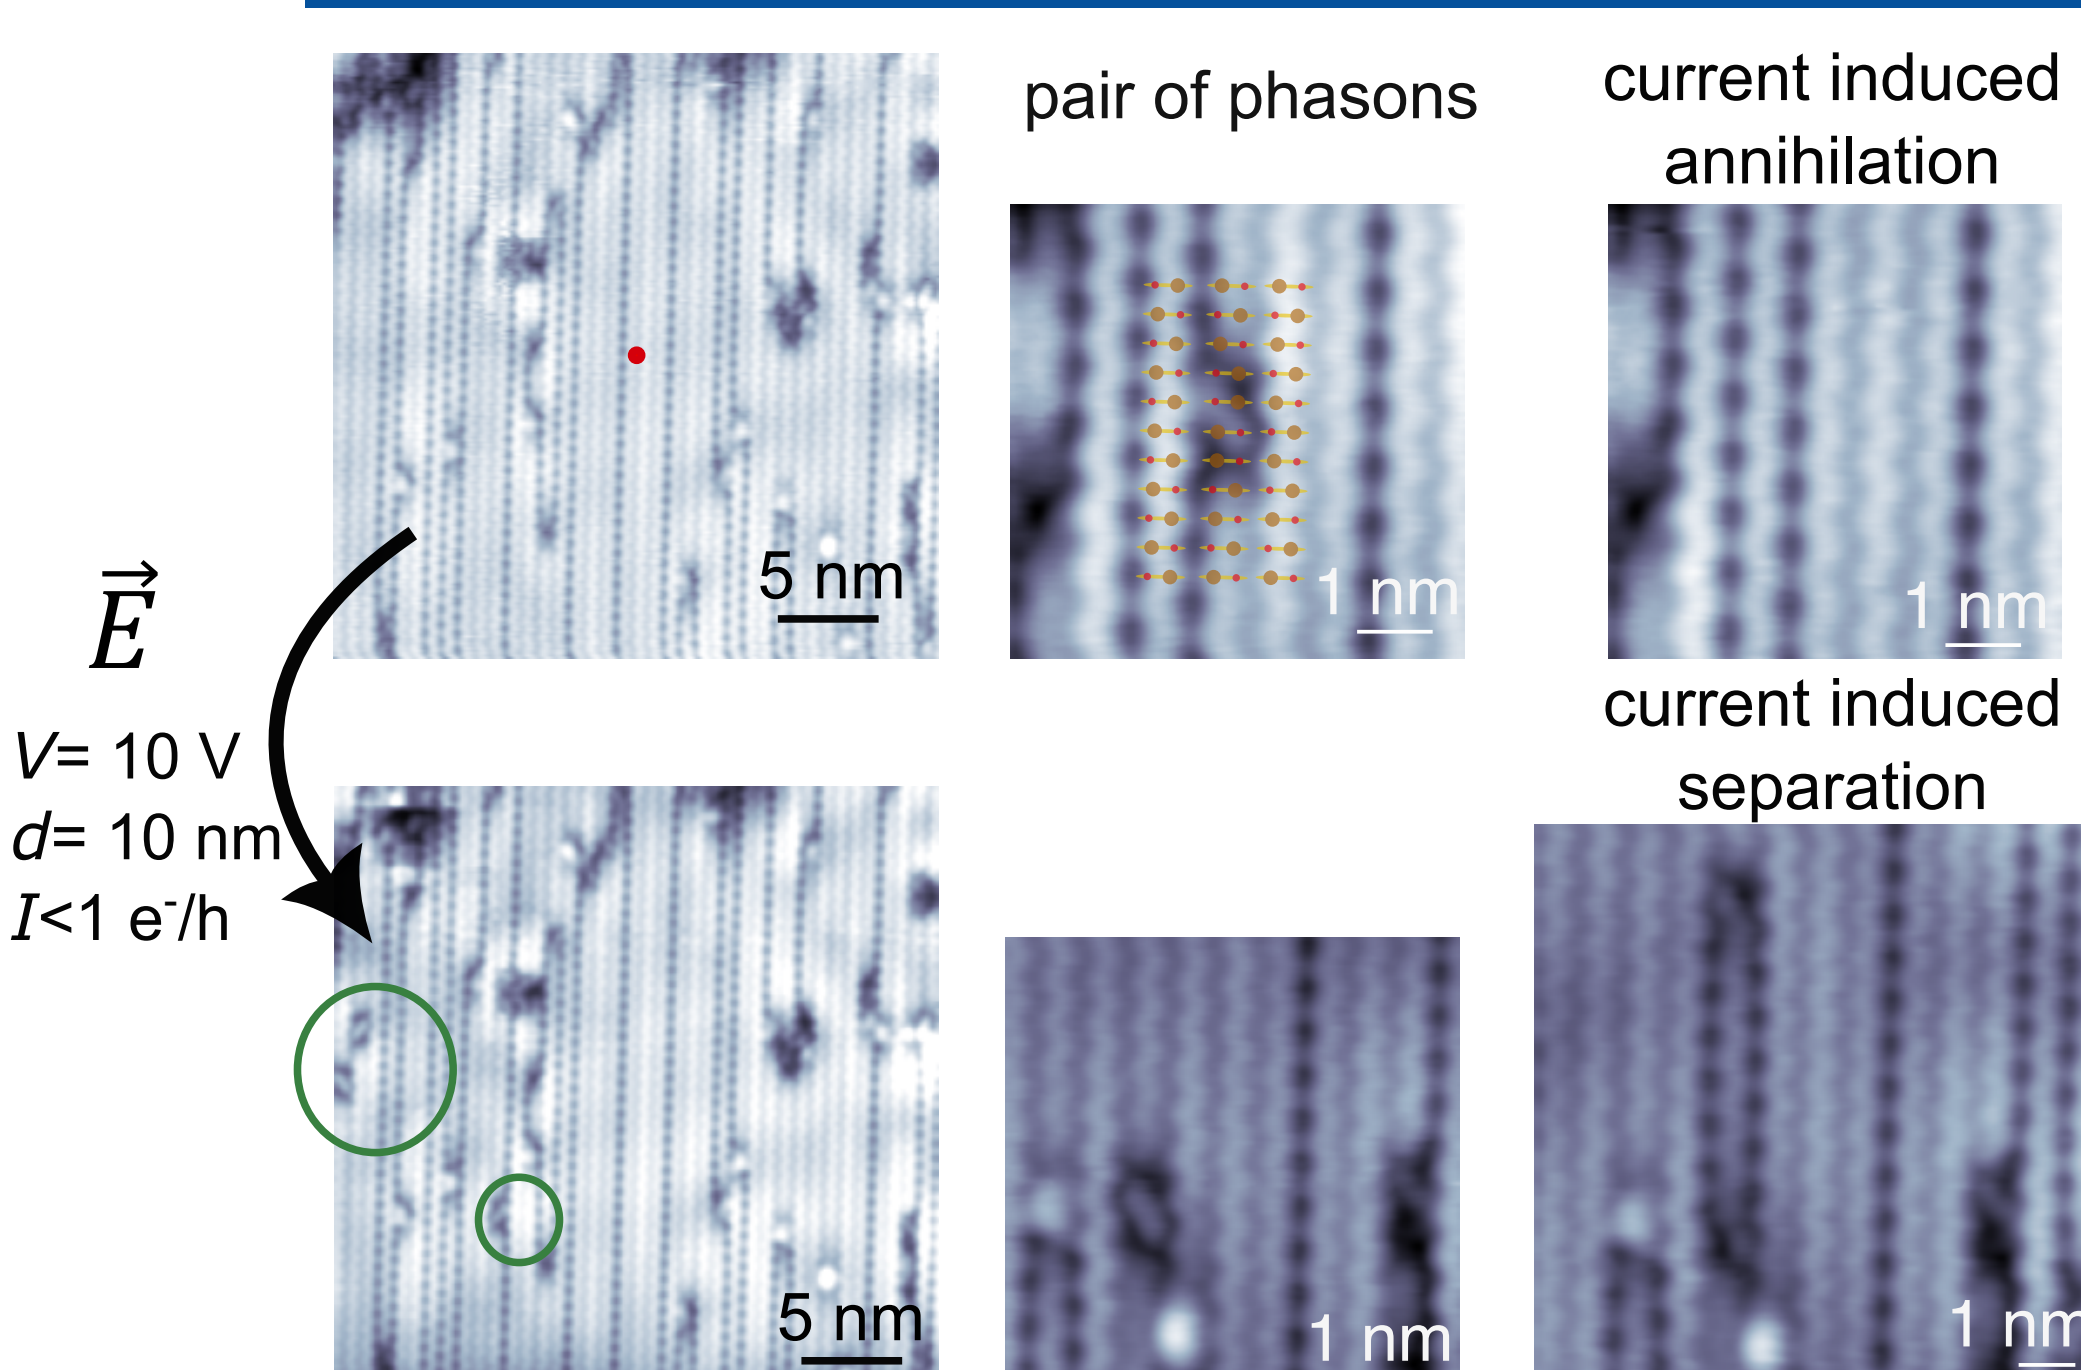 pair of phasons
current induced
annihilation
5 nm
1 nm
1 nm
E⃗
V= 10 V
d= 10 nm
I<1 e⁻/h
current induced
separation
5 nm
1 nm
1 nm